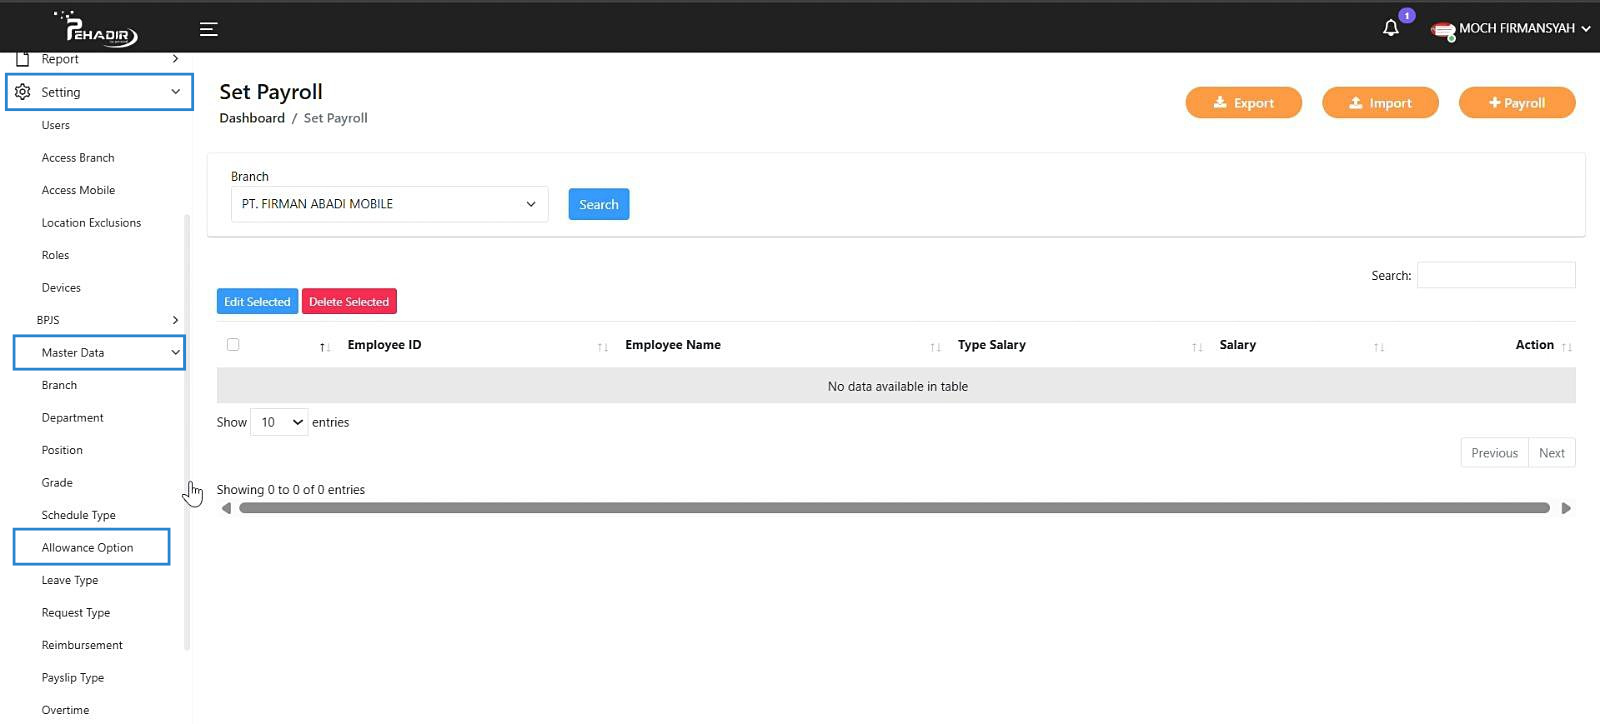 PEHADIR
1
MOCH FIRMANSYAH
Report
Setting
Users
Access Branch
Access Mobile
Location Exclusions
Roles
Devices
BPJS
Master Data
Branch
Department
Position
Grade
Schedule Type
Allowance Option
Leave Type
Request Type
Reimbursement
Payslip Type
Overtime
Set Payroll
Dashboard / Set Payroll
Export
Import
+ Payroll
Branch
PT. FIRMAN ABADI MOBILE
Search
Search:
Edit Selected
Delete Selected
Employee ID Employee Name Type Salary Salary Action
No data available in table
Show 10 entries
Previous Next
Showing 0 to 0 of 0 entries